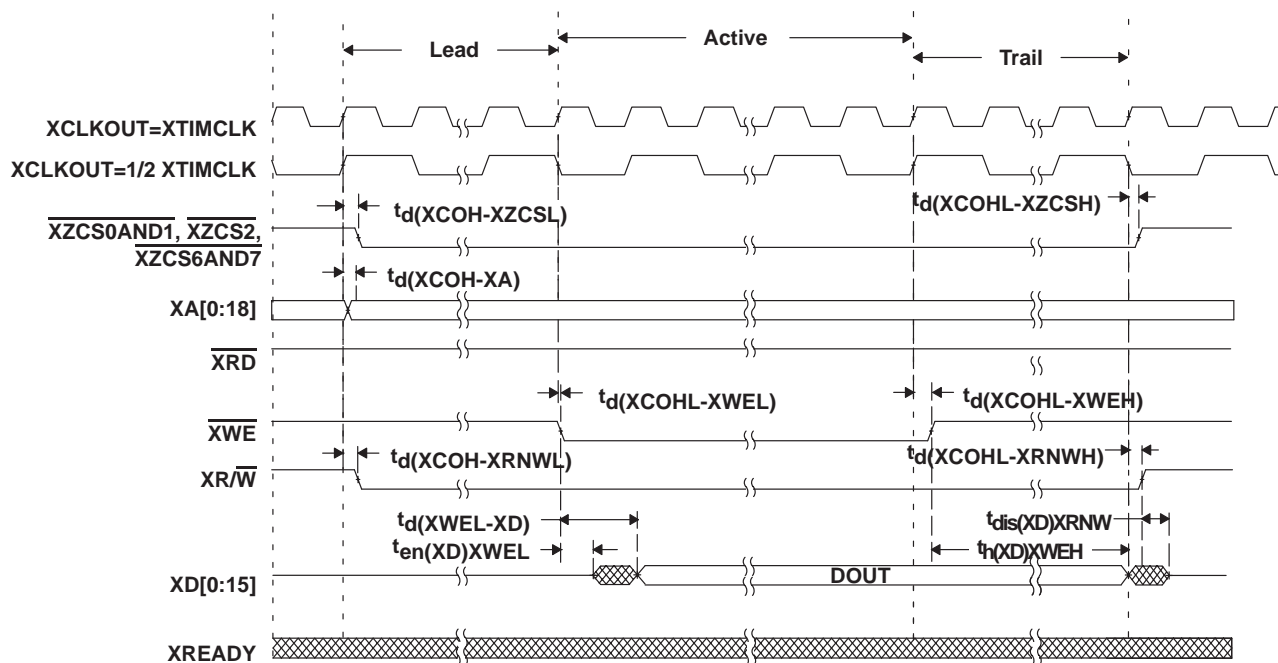 Lead
Active
Trail
XCLKOUT=XTIMCLK
XCLKOUT=1/2 XTIMCLK
td(XCOH-XZCSL)
td(XCOHL-XZCSH)
XZCS0AND1, XZCS2,
XZCS6AND7
td(XCOH-XA)
XA[0:18]
XRD
td(XCOHL-XWEL)
td(XCOHL-XWEH)
XWE
td(XCOH-XRNWL)
td(XCOHL-XRNWH)
XR/W
td(XWEL-XD)
tdis(XD)XRNW
ten(XD)XWEL
th(XD)XWEH
XD[0:15]
DOUT
XREADY